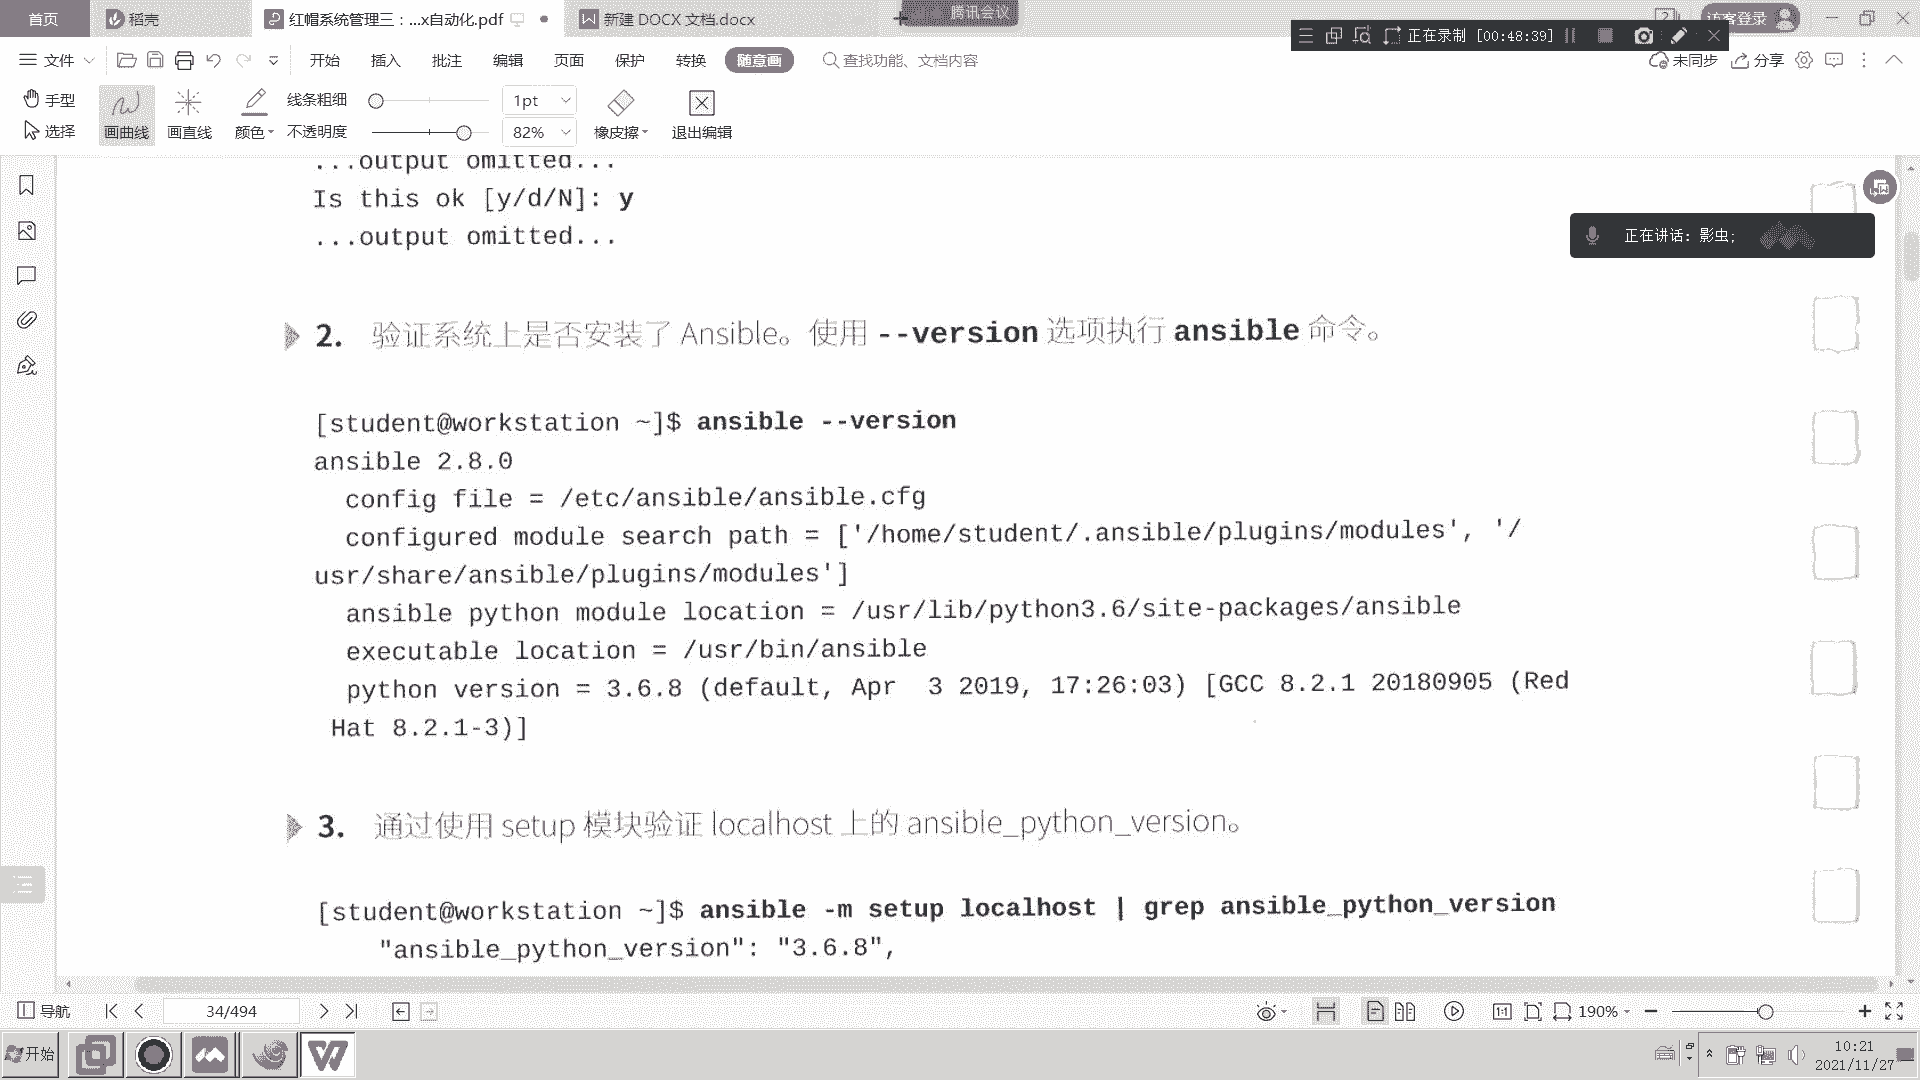 首页
稻壳
红帽系统管理三：...x自动化.pdf
新建 DOCX 文档.docx
腾讯会议
访客登录
正在录制 [00:48:39]
文件
开始
插入
批注
编辑
页面
保护
转换
随意画
查找功能、文档内容
未同步
分享
手型
选择
画曲线
画直线
颜色
线条粗细
不透明度
1pt
82%
橡皮擦
退出编辑
...output omitted...
Is this ok [y/d/N]: y
...output omitted...
正在讲话: 影虫;
2. 验证系统上是否安装了 Ansible。使用 --version 选项执行 ansible 命令。
[student@workstation ~]$ ansible --version
ansible 2.8.0
config file = /etc/ansible/ansible.cfg
configured module search path = ['/home/student/.ansible/plugins/modules', '/
usr/share/ansible/plugins/modules']
ansible python module location = /usr/lib/python3.6/site-packages/ansible
executable location = /usr/bin/ansible
python version = 3.6.8 (default, Apr  3 2019, 17:26:03) [GCC 8.2.1 20180905 (Red
Hat 8.2.1-3)]
3. 通过使用 setup 模块验证 localhost 上的 ansible_python_version。
[student@workstation ~]$ ansible -m setup localhost | grep ansible_python_version
"ansible_python_version": "3.6.8",
导航
34/494
1:1
190%
开始
10:21
2021/11/27